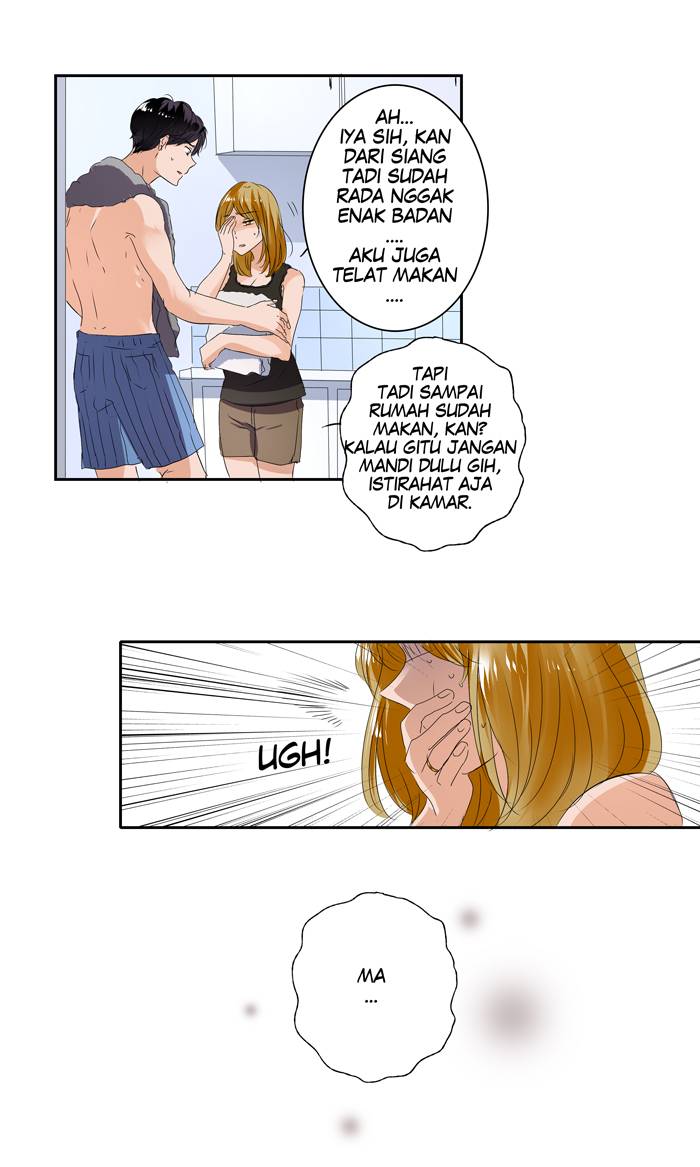 AH...
IYA SIH, KAN
DARI SIANG
TADI SUDAH
RADA NGGAK
ENAK BADAN
....
AKU JUGA
TELAT MAKAN
....
TAPI
TADI SAMPAI
RUMAH SUDAH
MAKAN, KAN?
KALAU GITU JANGAN
MANDI DULU GIH,
ISTIRAHAT AJA
DI KAMAR.
UGH!
MA
...